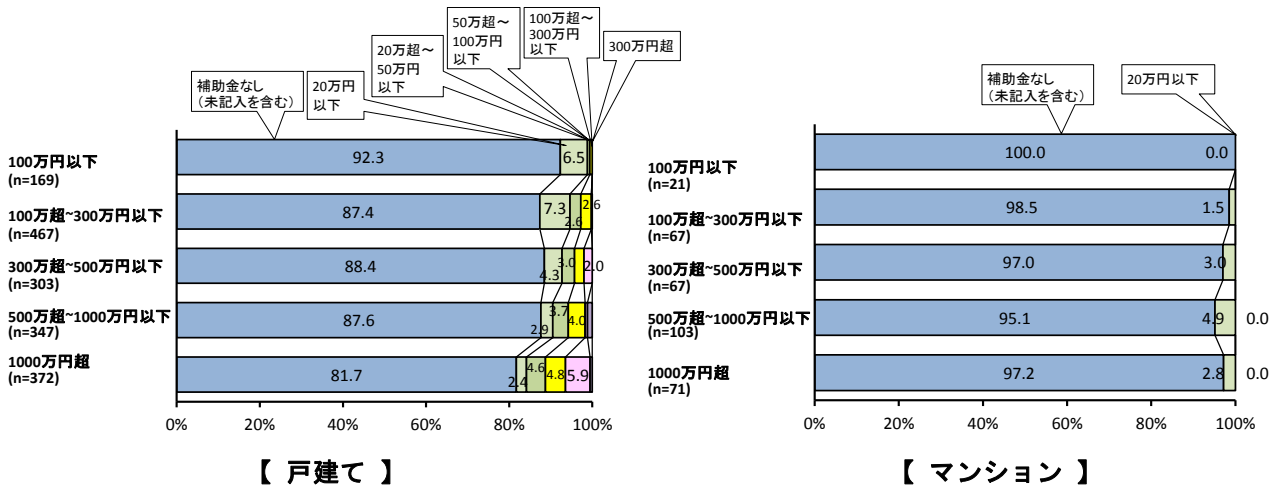 50万超～
100万円
以下
100万超～
300万円
以下
20万超～
50万円
以下
300万円超
補助金なし
（未記入を含む）
20万円
以下
100万円以下
(n=169)
92.3
6.5
100万超~300万円以下
(n=467)
87.4
7.3
2.6
2.6
300万超~500万円以下
(n=303)
88.4
4.3
3.0
2.0
500万超~1000万円以下
(n=347)
87.6
2.9
3.7
4.0
1000万円超
(n=372)
81.7
2.4
4.6
4.8
5.9
0%
20%
40%
60%
80%
100%
【 戸建て 】
補助金なし
（未記入を含む）
20万円以下
100万円以下
(n=21)
100.0
0.0
100万超~300万円以下
(n=67)
98.5
1.5
300万超~500万円以下
(n=67)
97.0
3.0
500万超~1000万円以下
(n=103)
95.1
4.9
0.0
1000万円超
(n=71)
97.2
2.8
0.0
0%
20%
40%
60%
80%
100%
【 マンション 】